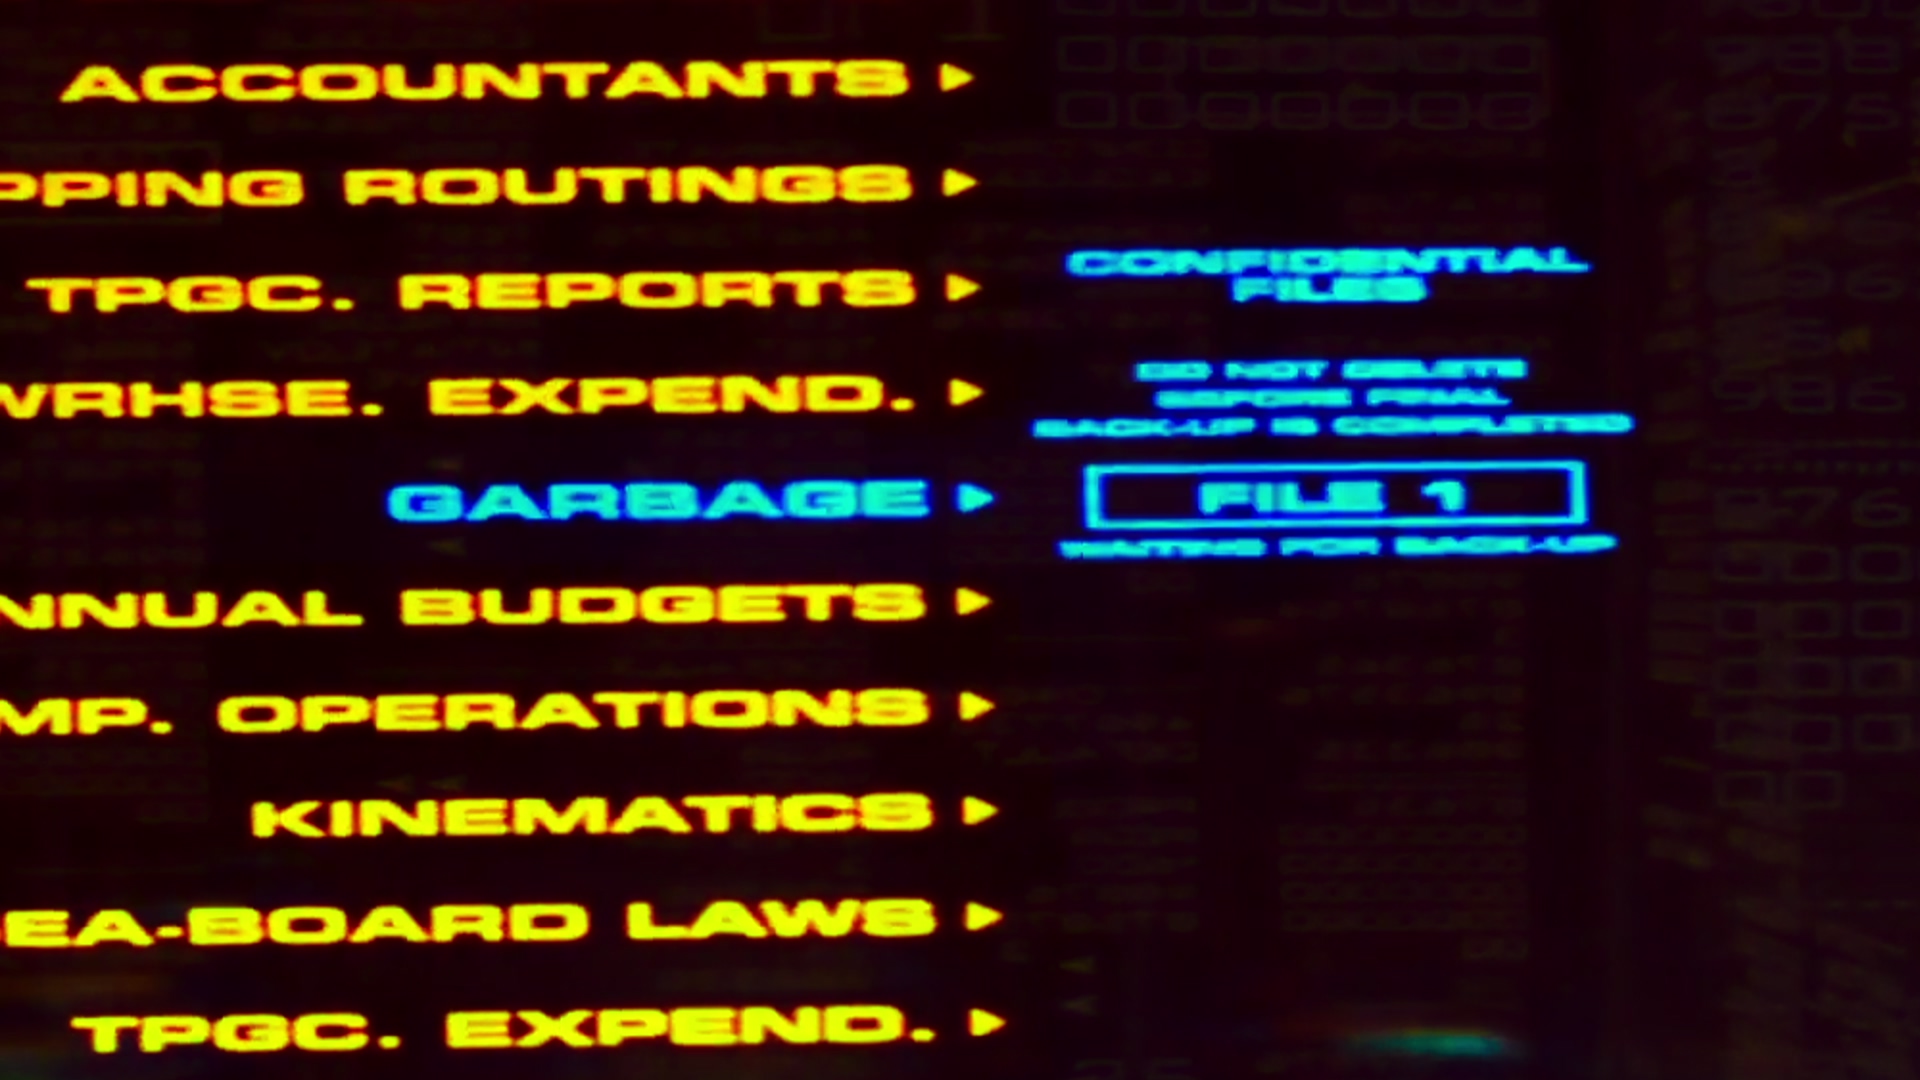 ACCOUNTANTS
PPING ROUTINGS
TPGC. REPORTS
WRHSE. EXPEND.
GARBAGE
NNUAL BUDGETS
MP. OPERATIONS
KINEMATICS
EA-BOARD LAWS
TPGC. EXPEND.
CONFIDENTIAL
FILES
DO NOT DELETE
BEFORE FINAL
BACK-UP IS COMPLETED
FILE 1
WAITING FOR BACK-UP